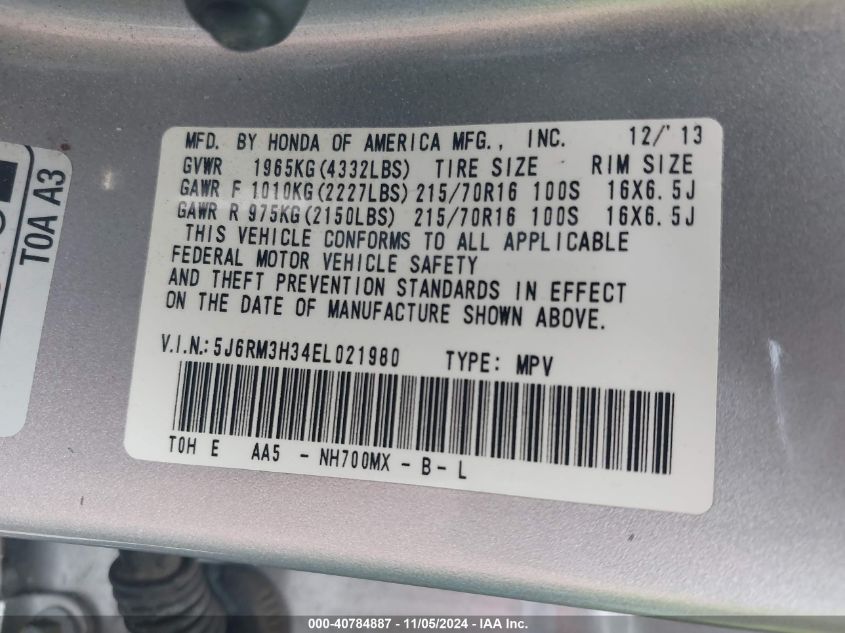 MFD. BY HONDA OF AMERICA MFG., INC. 12/'13
GVWR 1965KG(4332LBS) TIRE SIZE RIM SIZE
GAWR F 1010KG(2227LBS) 215/70R16 100S 16X6.5J
GAWR R 975KG(2150LBS) 215/70R16 100S 16X6.5J
THIS VEHICLE CONFORMS TO ALL APPLICABLE
FEDERAL MOTOR VEHICLE SAFETY
AND THEFT PREVENTION STANDARDS IN EFFECT
ON THE DATE OF MANUFACTURE SHOWN ABOVE.
V.I.N.: 5J6RM3H34EL021980 TYPE: MPV
T0H E AA5 - NH700MX - B - L
T0A A3
000-40784887 - 11/05/2024 - IAA Inc.